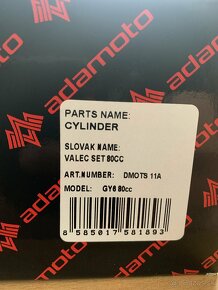 adamoto
adamoto
adamoto
PARTS NAME:
CYLINDER
SLOVAK NAME:
VALEC SET 80CC
ART.NUMBER: DMOTS 11A
MODEL: GY6 80cc
8 585017 581893
adamoto